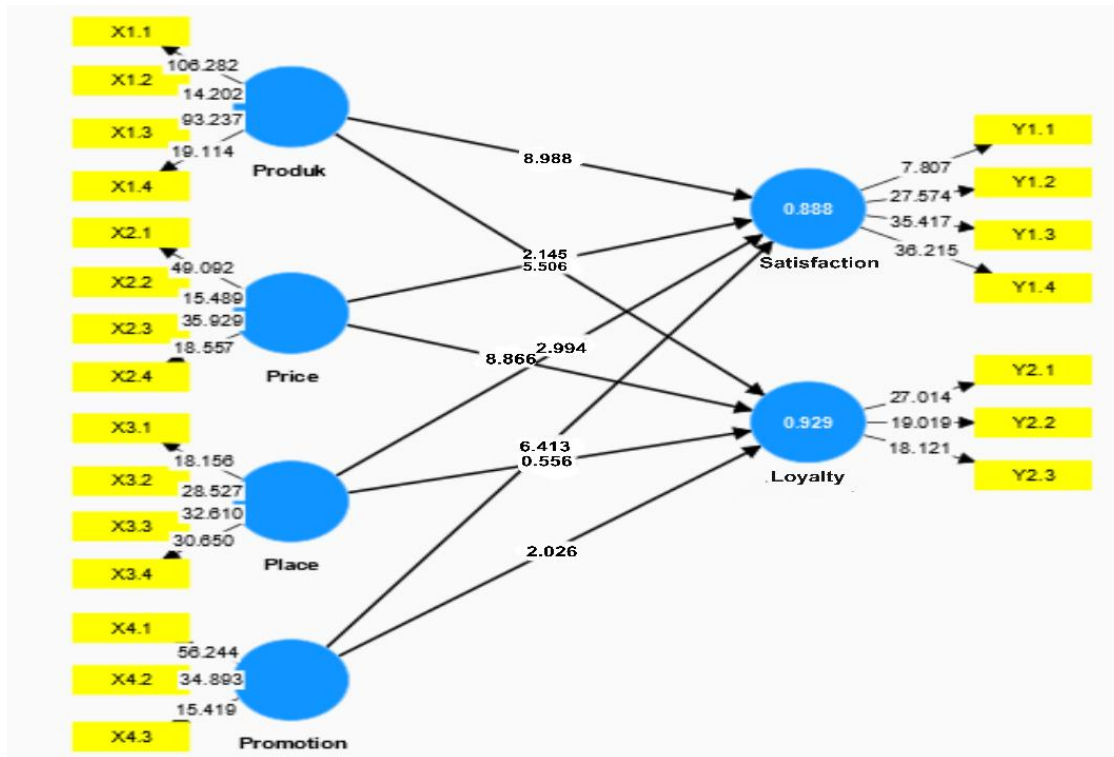 X1.1
106.282
X1.2
14.202
93.237
X1.3
19.114
X1.4
Produk
X2.1
49.092
X2.2
15.489
35.929
X2.3
18.557
X2.4
Price
X3.1
18.156
X3.2
28.527
32.610
X3.3
30.650
X3.4
Place
X4.1
56.244
X4.2
34.893
15.419
X4.3
Promotion
8.988
2.145
5.506
2.994
8.866
6.413
0.556
2.026
0.888
Satisfaction
Y1.1
7.807
Y1.2
27.574
35.417
Y1.3
36.215
Y1.4
0.929
Loyalty
Y2.1
27.014
19.019
Y2.2
18.121
Y2.3